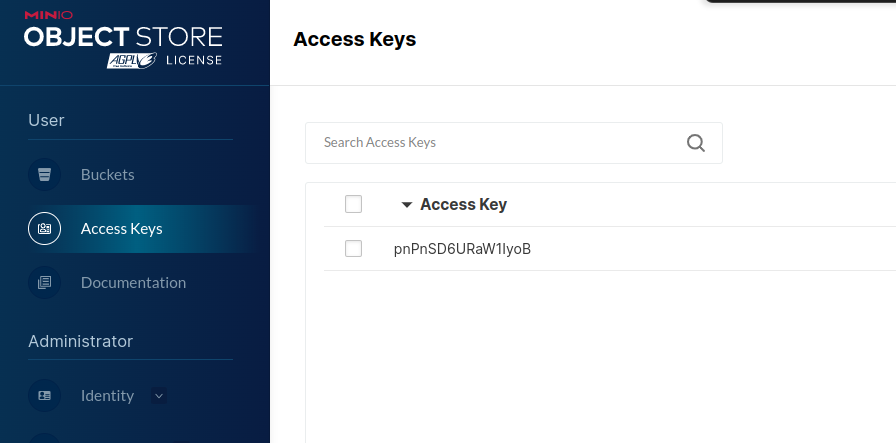 MINIO
OBJECT STORE
AGPL LICENSE
Access Keys
User
Buckets
Access Keys
Documentation
Administrator
Identity
Search Access Keys
Access Key
pnPnSD6URaW1IyoB